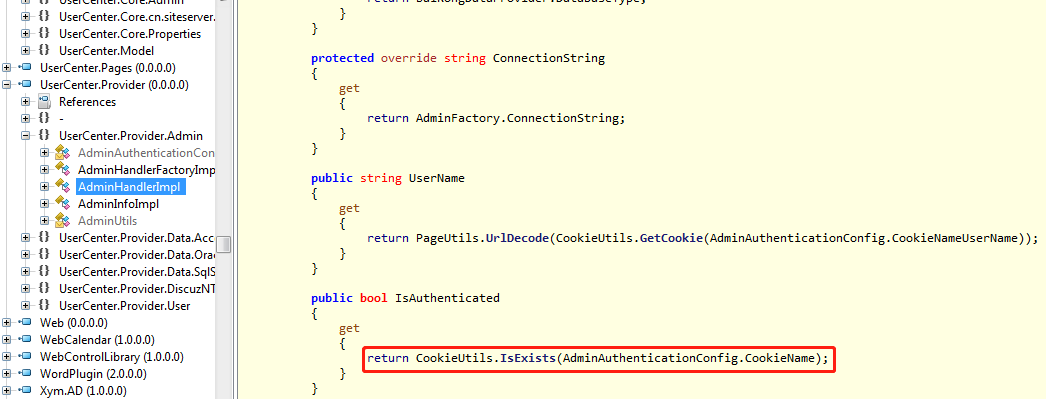 UserCenter.Core.cn.siteserver.
UserCenter.Core.Properties
UserCenter.Model
UserCenter.Pages (0.0.0.0)
UserCenter.Provider (0.0.0.0)
References
-
UserCenter.Provider.Admin
AdminAuthenticationCon
AdminHandlerFactoryImp
AdminHandlerImpl
AdminInfoImpl
AdminUtils
UserCenter.Provider.Data.Acc
UserCenter.Provider.Data.Ora
UserCenter.Provider.Data.SqlS
UserCenter.Provider.DiscuzNT
UserCenter.Provider.User
Web (0.0.0.0)
WebCalendar (1.0.0.0)
WebControlLibrary (1.0.0.0)
WordPlugin (2.0.0.0)
Xym.AD (1.0.0.0)
}
}
protected override string ConnectionString
{
get
{
return AdminFactory.ConnectionString;
}
}
public string UserName
{
get
{
return PageUtils.UrlDecode(CookieUtils.GetCookie(AdminAuthenticationConfig.CookieNameUserName));
}
}
public bool IsAuthenticated
{
get
{
return CookieUtils.IsExists(AdminAuthenticationConfig.CookieName);
}
}